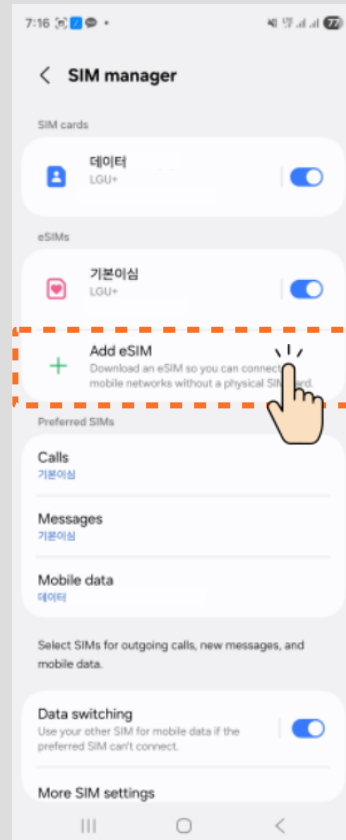 7:16
77
SIM manager
SIM cards
데이터
LGU+
eSIMs
기본이심
LGU+
Add eSIM
Download an eSIM so you can connect
mobile networks without a physical SIM
Preferred SIMs
Calls
기본이심
Messages
기본이심
Mobile data
데이터
Select SIMs for outgoing calls, new messages, and
mobile data.
Data switching
Use your other SIM for mobile data if the
preferred SIM can't connect.
More SIM settings